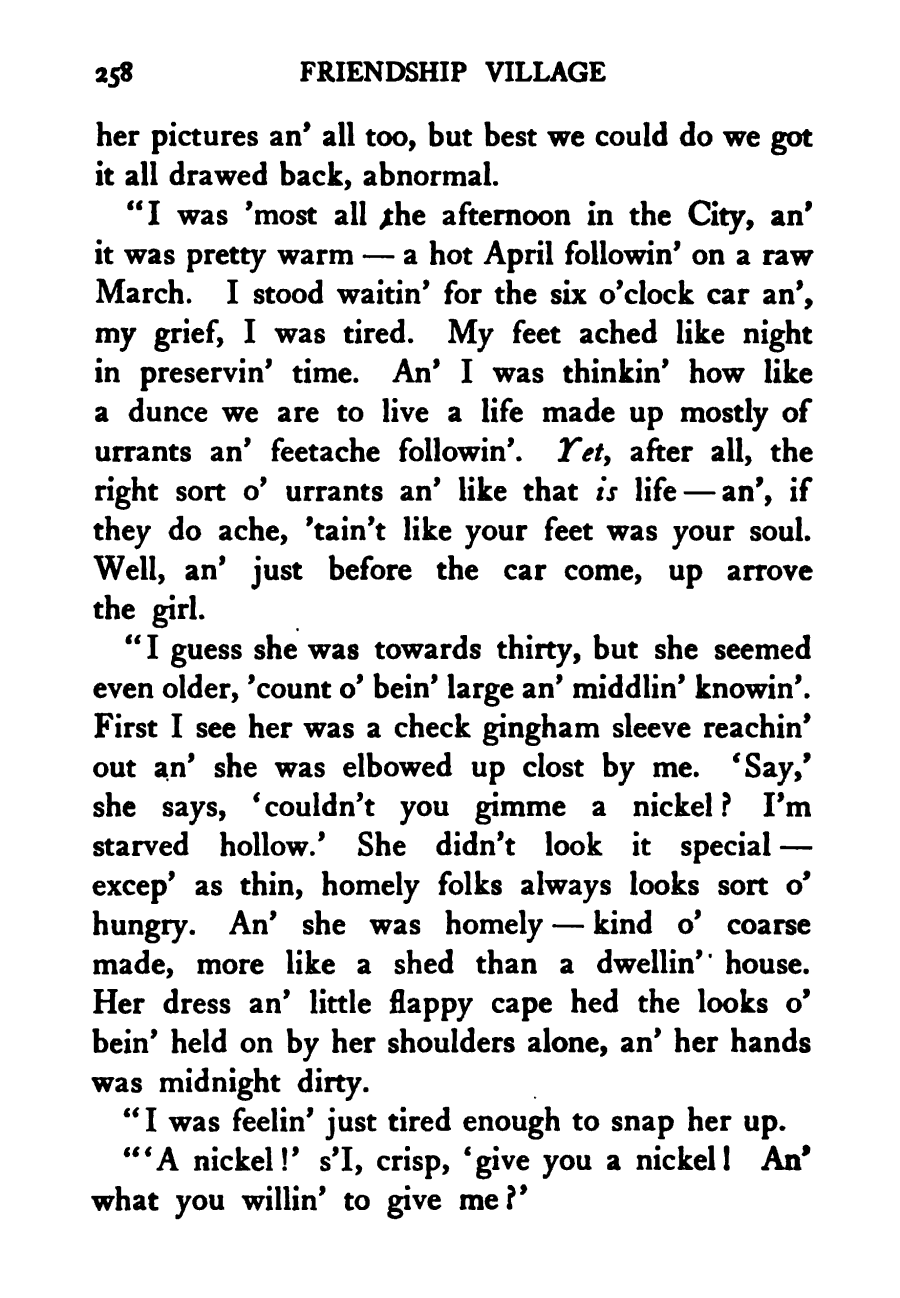 258 FRIENDSHIP VILLAGE
her pictures an' all too, but best we could do we got
it all drawed back, abnormal.
"I was 'most all the afternoon in the City, an'
it was pretty warm — a hot April followin' on a raw
March. I stood waitin' for the six o'clock car an',
my grief, I was tired. My feet ached like night
in preservin' time. An' I was thinkin' how like
a dunce we are to live a life made up mostly of
urrants an' feetache followin'. Yet, after all, the
right sort o' urrants an' like that is life — an', if
they do ache, 'tain't like your feet was your soul.
Well, an' just before the car come, up arrove
the girl.
"I guess she was towards thirty, but she seemed
even older, 'count o' bein' large an' middlin' knowin'.
First I see her was a check gingham sleeve reachin'
out an' she was elbowed up clost by me. 'Say,'
she says, 'couldn't you gimme a nickel? I'm
starved hollow.' She didn't look it special —
excep' as thin, homely folks always looks sort o'
hungry. An' she was homely — kind o' coarse
made, more like a shed than a dwellin' house.
Her dress an' little flappy cape hed the looks o'
bein' held on by her shoulders alone, an' her hands
was midnight dirty.
"I was feelin' just tired enough to snap her up.
"'A nickel!' s'I, crisp, 'give you a nickel! An'
what you willin' to give me?'